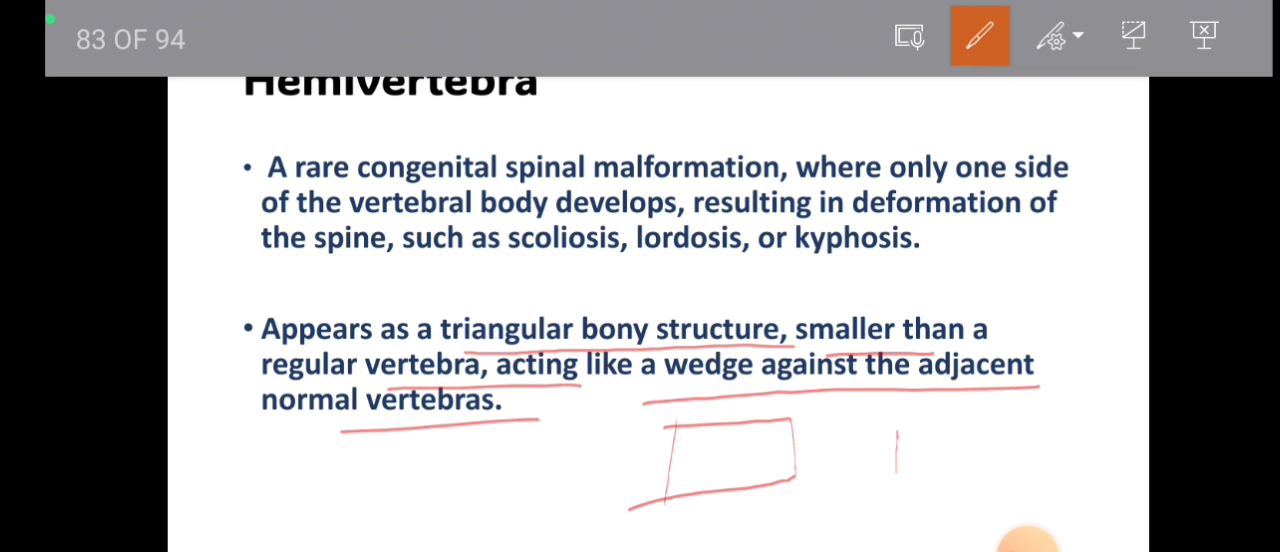 83 OF 94
Hemivertebra
• A rare congenital spinal malformation, where only one side
of the vertebral body develops, resulting in deformation of
the spine, such as scoliosis, lordosis, or kyphosis.
• Appears as a triangular bony structure, smaller than a
regular vertebra, acting like a wedge against the adjacent
normal vertebras.